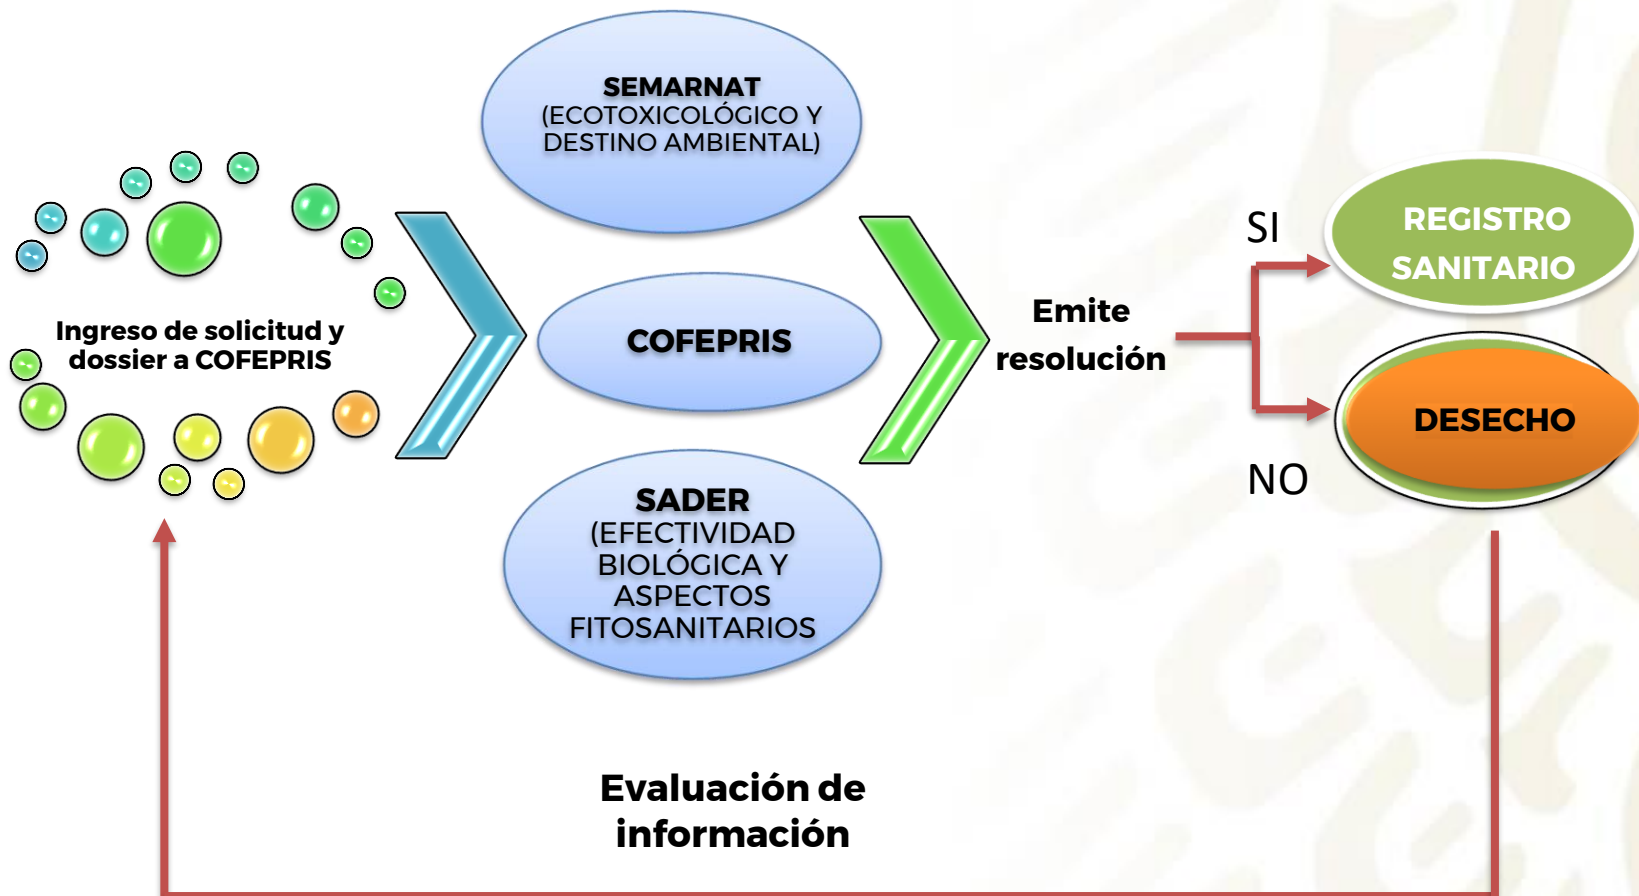 Ingreso de solicitud y
dossier a COFEPRIS
SEMARNAT
(ECOTOXICOLÓGICO Y
DESTINO AMBIENTAL)
COFEPRIS
SADER
(EFECTIVIDAD
BIOLÓGICA Y
ASPECTOS
FITOSANITARIOS
Emite
resolución
SI
REGISTRO
SANITARIO
NO
DESECHO
Evaluación de
información